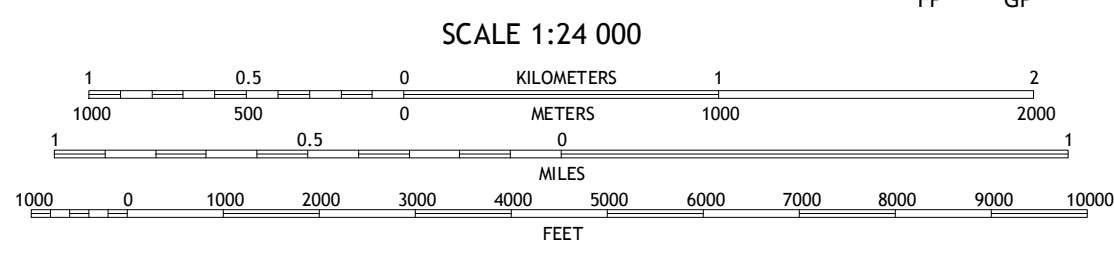 SCALE 1:24 000
1 0.5 0 KILOMETERS 1 2
1000 500 0 METERS 1000 2000
1 0.5 0 1
MILES
1000 0 1000 2000 3000 4000 5000 6000 7000 8000 9000 10000
FEET